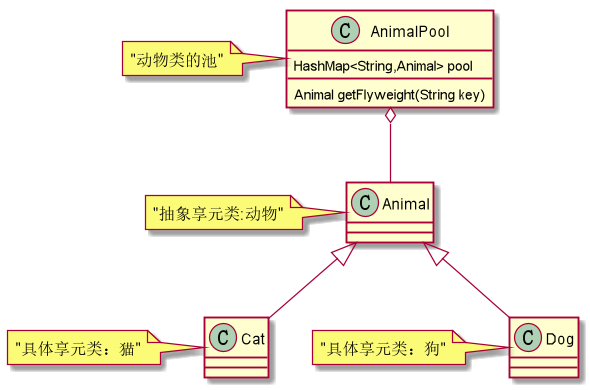 C AnimalPool
"动物类的池"
HashMap<String,Animal> pool
Animal getFlyweight(String key)
"抽象享元类:动物"
C Animal
"具体享元类：猫"
C Cat
"具体享元类：狗"
C Dog